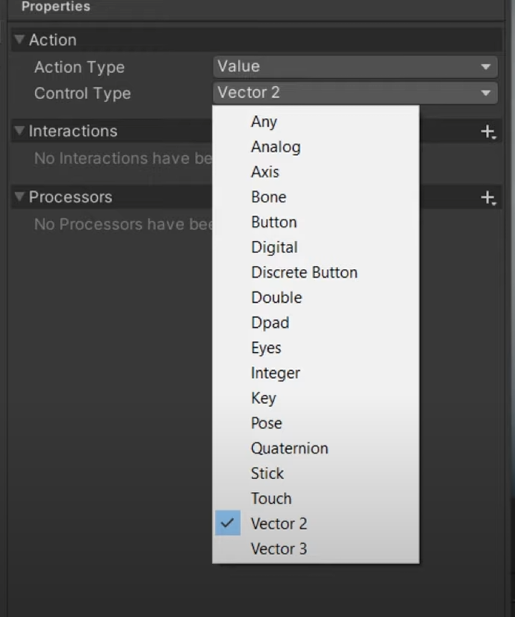 Properties
Action
Action Type Value
Control Type Vector 2
Any
Analog
Axis
Bone
Button
Digital
Discrete Button
Double
Dpad
Eyes
Integer
Key
Pose
Quaternion
Stick
Touch
Vector 2
Vector 3
Interactions
No Interactions have be
Processors
No Processors have bee